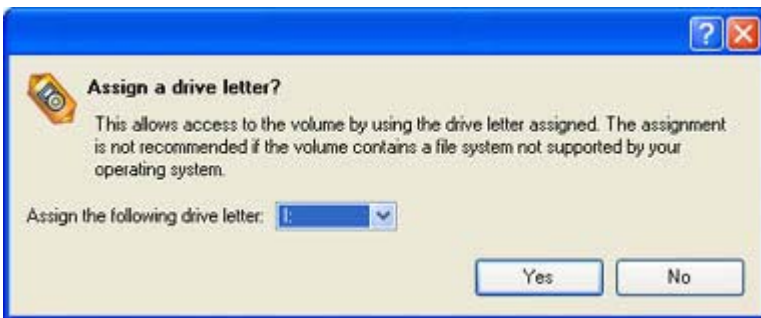 Assign a drive letter?
This allows access to the volume by using the drive letter assigned. The assignment
is not recommended if the volume contains a file system not supported by your
operating system.
Assign the following drive letter: I:
Yes No